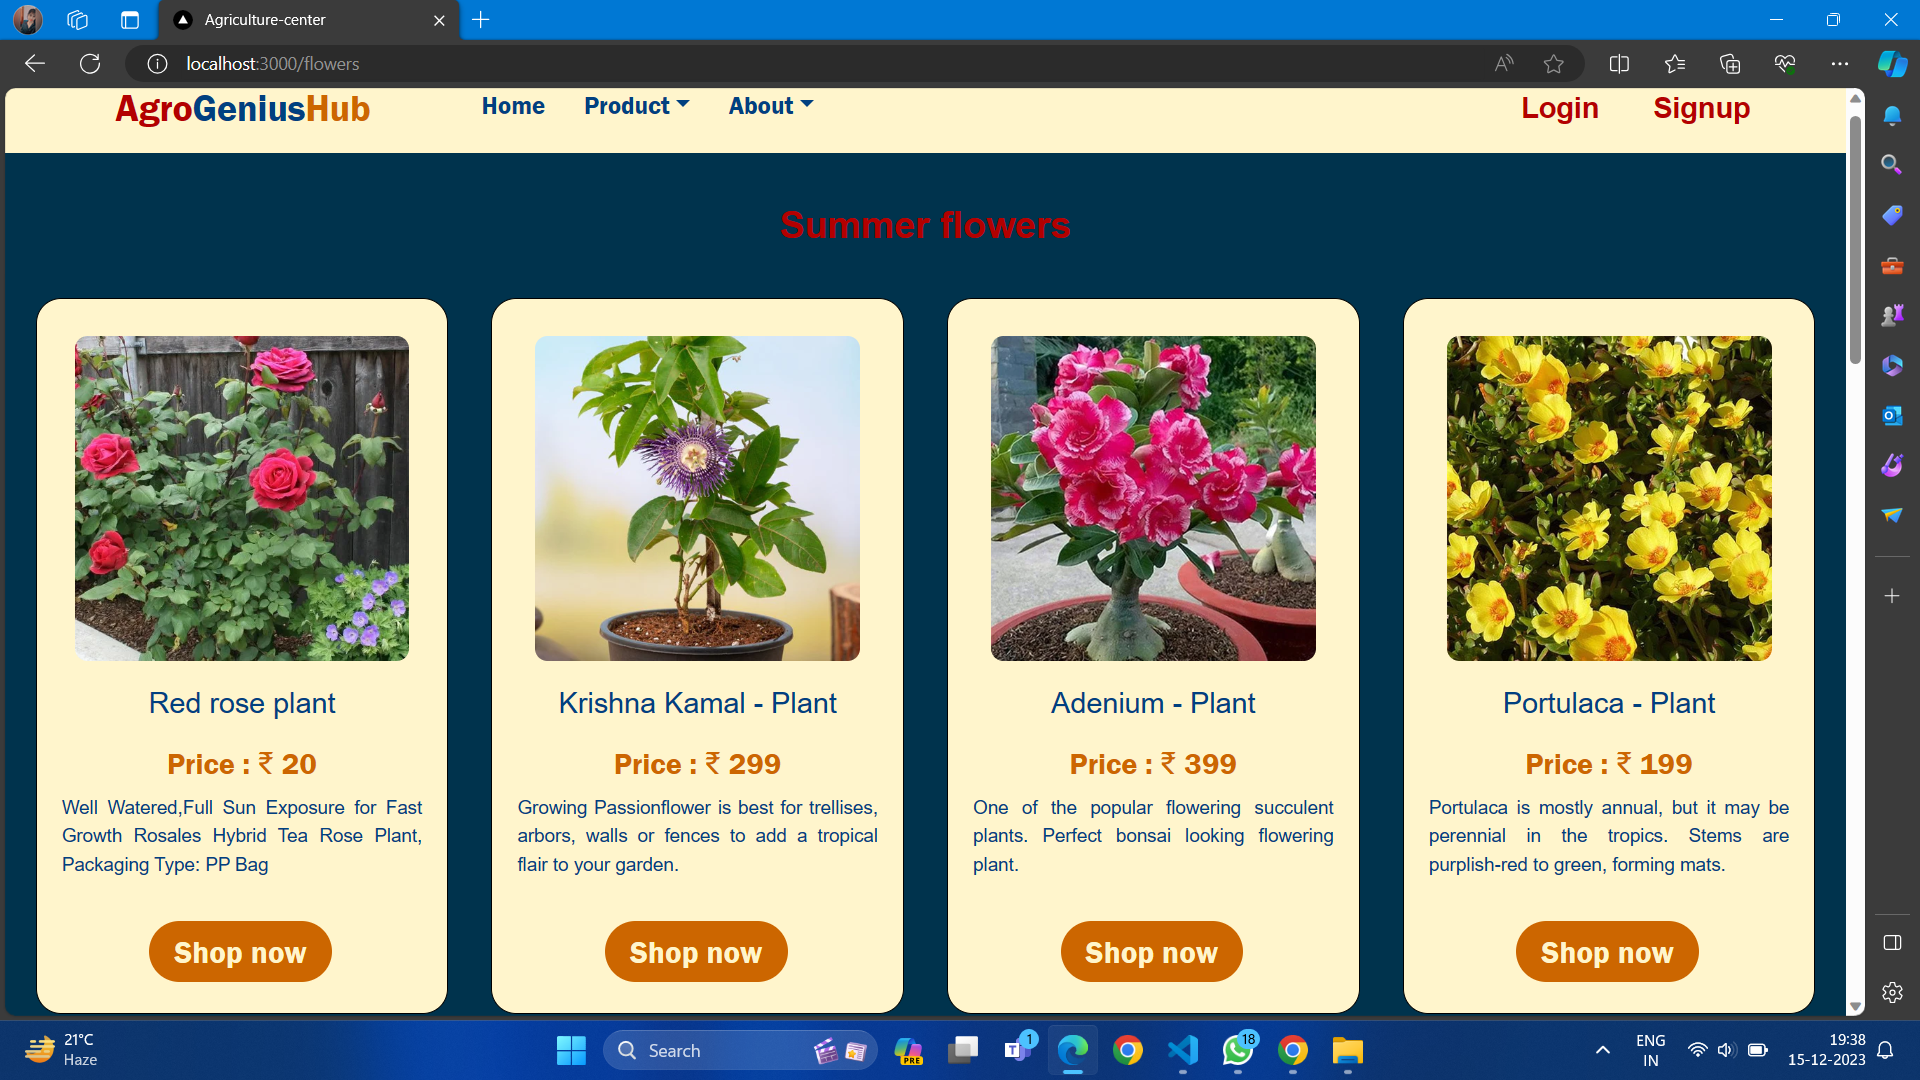 Agriculture-center
localhost:3000/flowers
AgroGeniusHub Home Product About Login Signup
Summer flowers
Red rose plant
Price : ₹ 20
Well Watered,Full Sun Exposure for Fast
Growth Rosales Hybrid Tea Rose Plant,
Packaging Type: PP Bag
Shop now
Krishna Kamal - Plant
Price : ₹ 299
Growing Passionflower is best for trellises,
arbors, walls or fences to add a tropical
flair to your garden.
Shop now
Adenium - Plant
Price : ₹ 399
One of the popular flowering succulent
plants. Perfect bonsai looking flowering
plant.
Shop now
Portulaca - Plant
Price : ₹ 199
Portulaca is mostly annual, but it may be
perennial in the tropics. Stems are
purplish-red to green, forming mats.
Shop now
21°C
Haze
Search
PRE
1
18
ENG
IN
19:38
15-12-2023